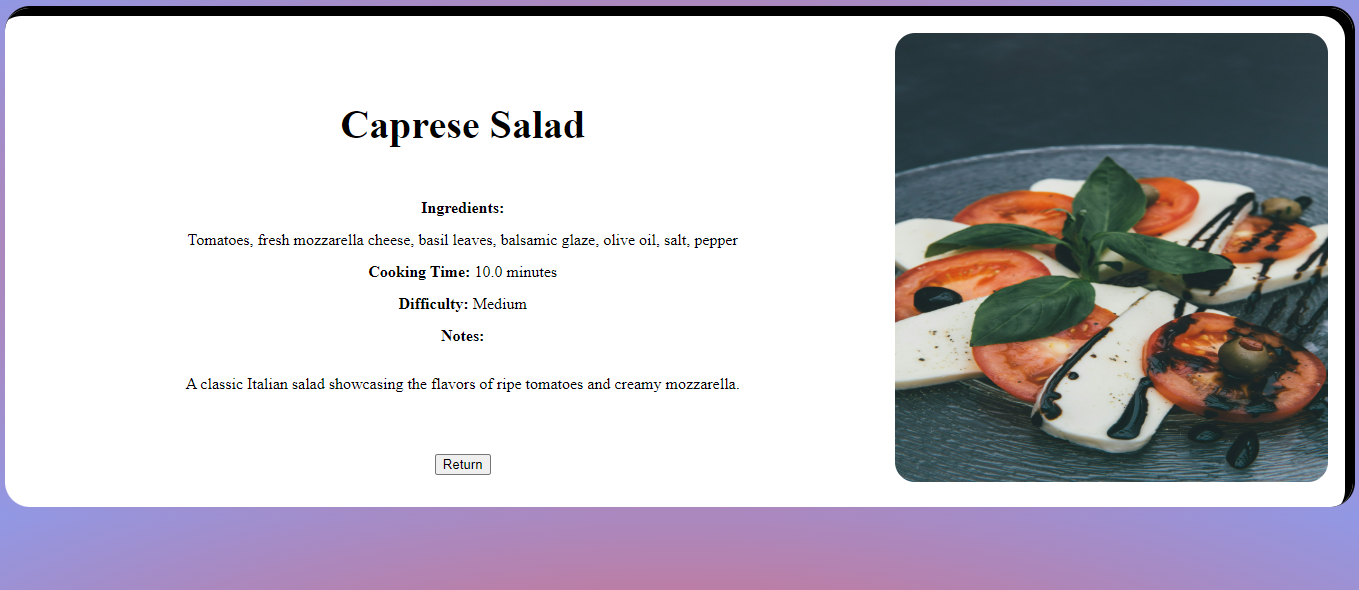 Caprese Salad
Ingredients:
Tomatoes, fresh mozzarella cheese, basil leaves, balsamic glaze, olive oil, salt, pepper
Cooking Time: 10.0 minutes
Difficulty: Medium
Notes:
A classic Italian salad showcasing the flavors of ripe tomatoes and creamy mozzarella.
Return